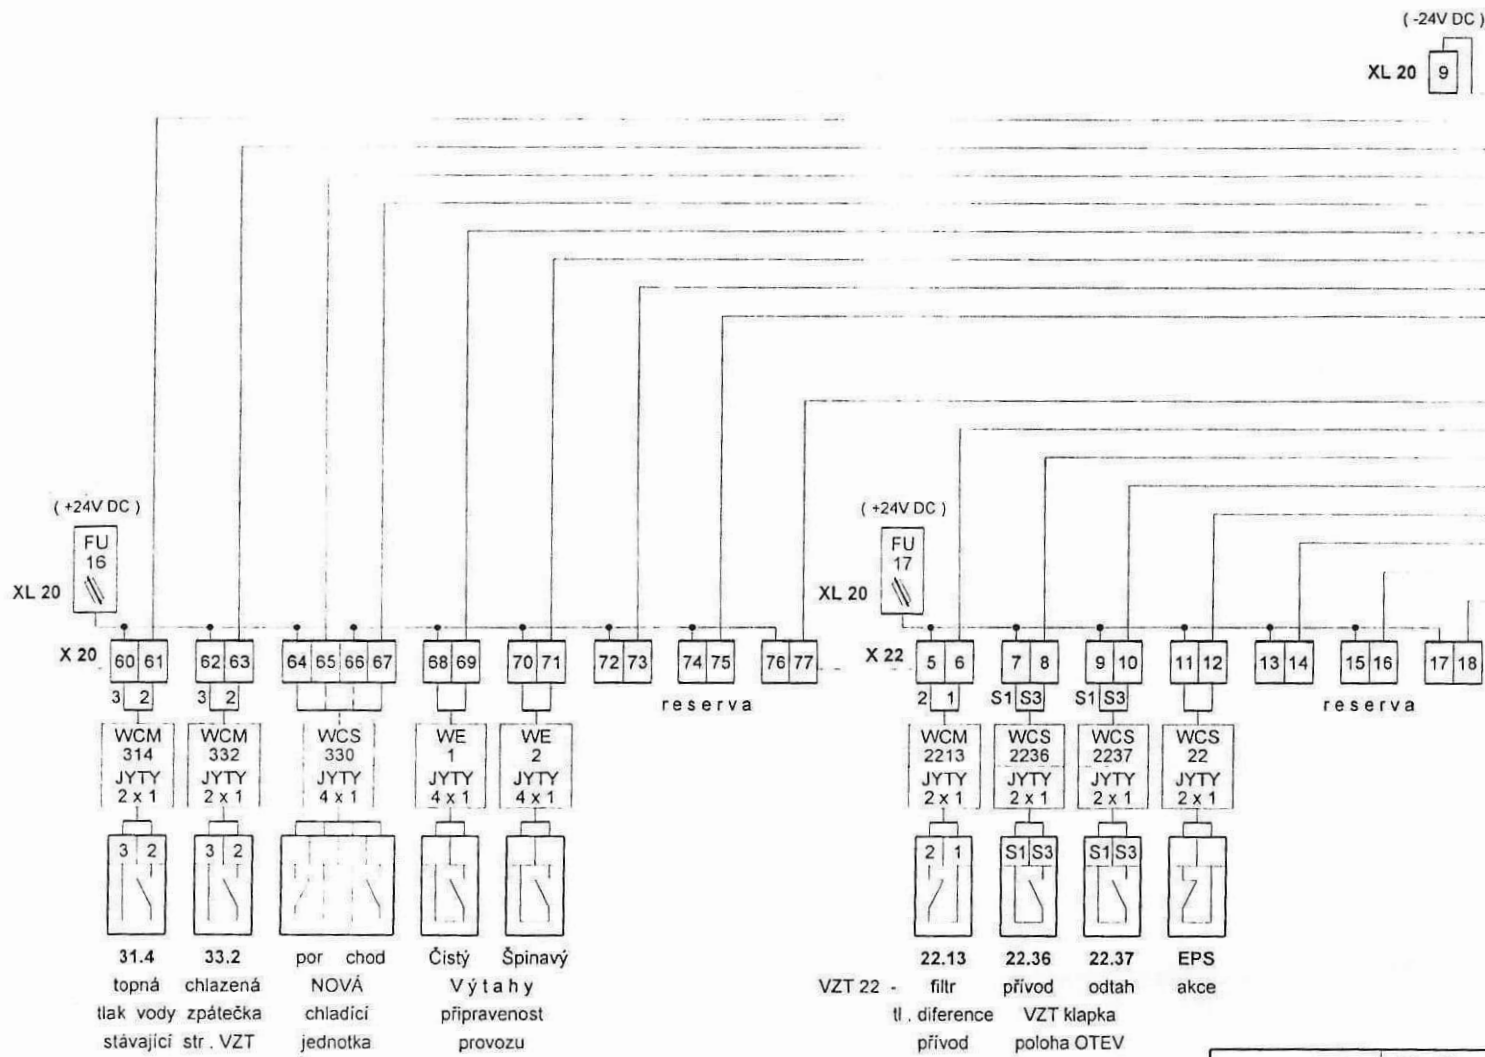 ( -24V DC )
XL 20 9
( +24V DC )
FU
16
XL 20
( +24V DC )
FU
17
XL 20
X 20 60 61 62 63 64 65 66 67 68 69 70 71 72 73 74 75 76 77
X 22 5 6 7 8 9 10 11 12 13 14 15 16 17 18
3 2 3 2
reserva
2 1 S1 S3 S1 S3
reserva
WCM
314
JYTY
2 x 1
WCM
332
JYTY
2 x 1
WCS
330
JYTY
4 x 1
WE
1
JYTY
4 x 1
WE
2
JYTY
4 x 1
WCM
2213
JYTY
2 x 1
WCS
2236
JYTY
2 x 1
WCS
2237
JYTY
2 x 1
WCS
22
JYTY
2 x 1
3 2 3 2
2 1 S1 S3 S1 S3
31.4
topná
tlak vody
stávající
33.2
chlazená
zpátečka
str . VZT
por chod
NOVÁ
chladící
jednotka
Čistý Špinavý
Výtahy
připravenost
provozu
VZT 22 -
22.13
filtr
tl . diference
přívod
22.36
přívod
22.37
odtah
VZT klapka
poloha OTEV
EPS
akce